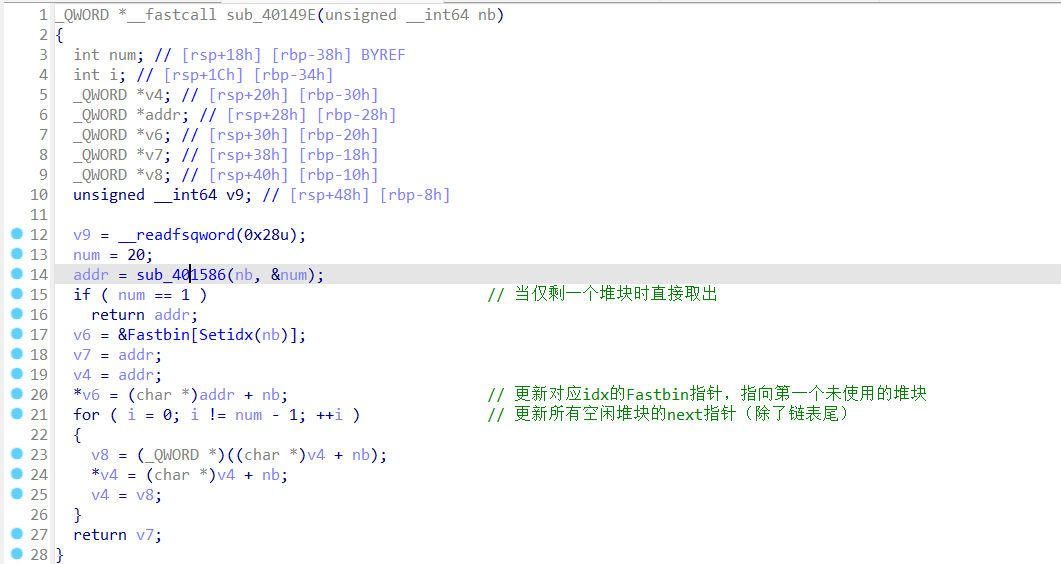 1 _QWORD *__fastcall sub_40149E(unsigned __int64 nb)
2 {
3 int num; // [rsp+18h] [rbp-38h] BYREF
4 int i; // [rsp+1Ch] [rbp-34h]
5 _QWORD *v4; // [rsp+20h] [rbp-30h]
6 _QWORD *addr; // [rsp+28h] [rbp-28h]
7 _QWORD *v6; // [rsp+30h] [rbp-20h]
8 _QWORD *v7; // [rsp+38h] [rbp-18h]
9 _QWORD *v8; // [rsp+40h] [rbp-10h]
10 unsigned __int64 v9; // [rsp+48h] [rbp-8h]
11
12 v9 = __readfsqword(0x28u);
13 num = 20;
14 addr = sub_401586(nb, &num);
15 if ( num == 1 ) // 当仅剩一个堆块时直接取出
16 return addr;
17 v6 = &Fastbin[Setidx(nb)];
18 v7 = addr;
19 v4 = addr;
20 *v6 = (char *)addr + nb; // 更新对应idx的Fastbin指针，指向第一个未使用的堆块
21 for ( i = 0; i != num - 1; ++i ) // 更新所有空闲堆块的next指针（除了链表尾）
22 {
23 v8 = (_QWORD *)((char *)v4 + nb);
24 *v4 = (char *)v4 + nb;
25 v4 = v8;
26 }
27 return v7;
28 }